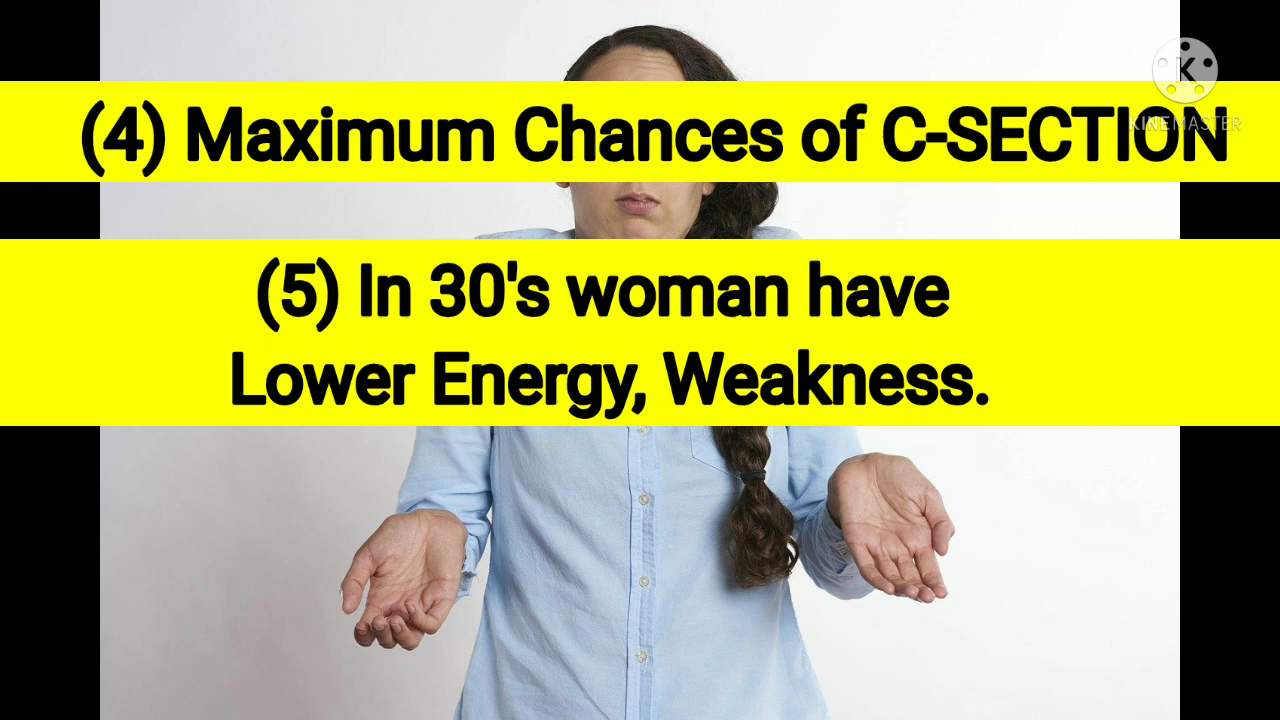 K
KINEMASTER
(4) Maximum Chances of C-SECTION
(5) In 30's woman have
Lower Energy, Weakness.